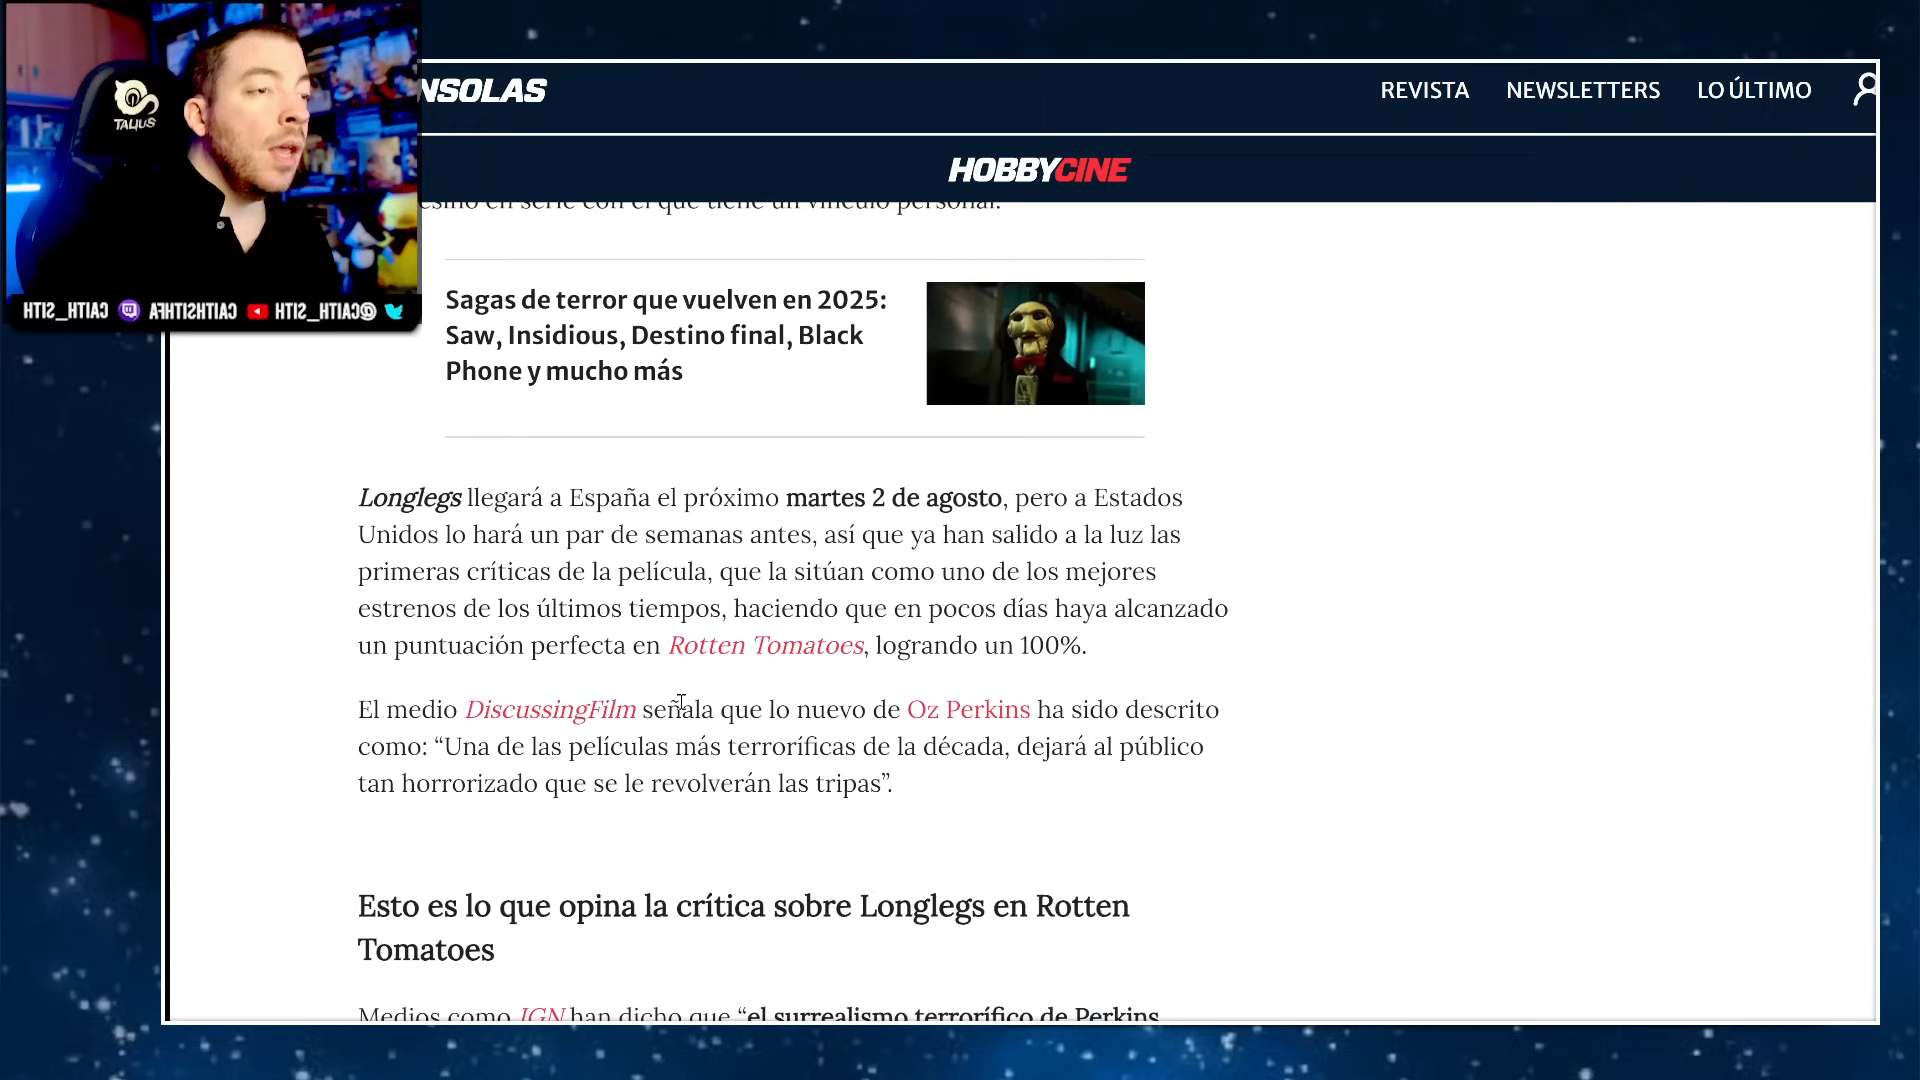 NSOLAS
REVISTA NEWSLETTERS LO ÚLTIMO
HOBBYCINE
TALIUS
esino en serie con el que tiene un vínculo personal.
CAITH_SITH CAITHSITHFA @CAITH_SITH
Sagas de terror que vuelven en 2025:
Saw, Insidious, Destino final, Black
Phone y mucho más
Longlegs llegará a España el próximo martes 2 de agosto, pero a Estados
Unidos lo hará un par de semanas antes, así que ya han salido a la luz las
primeras críticas de la película, que la sitúan como uno de los mejores
estrenos de los últimos tiempos, haciendo que en pocos días haya alcanzado
un puntuación perfecta en Rotten Tomatoes, logrando un 100%.
El medio DiscussingFilm señala que lo nuevo de Oz Perkins ha sido descrito
como: “Una de las películas más terroríficas de la década, dejará al público
tan horrorizado que se le revolverán las tripas”.
Esto es lo que opina la crítica sobre Longlegs en Rotten
Tomatoes
Medios como IGN han dicho que “el surrealismo terrorífico de Perkins